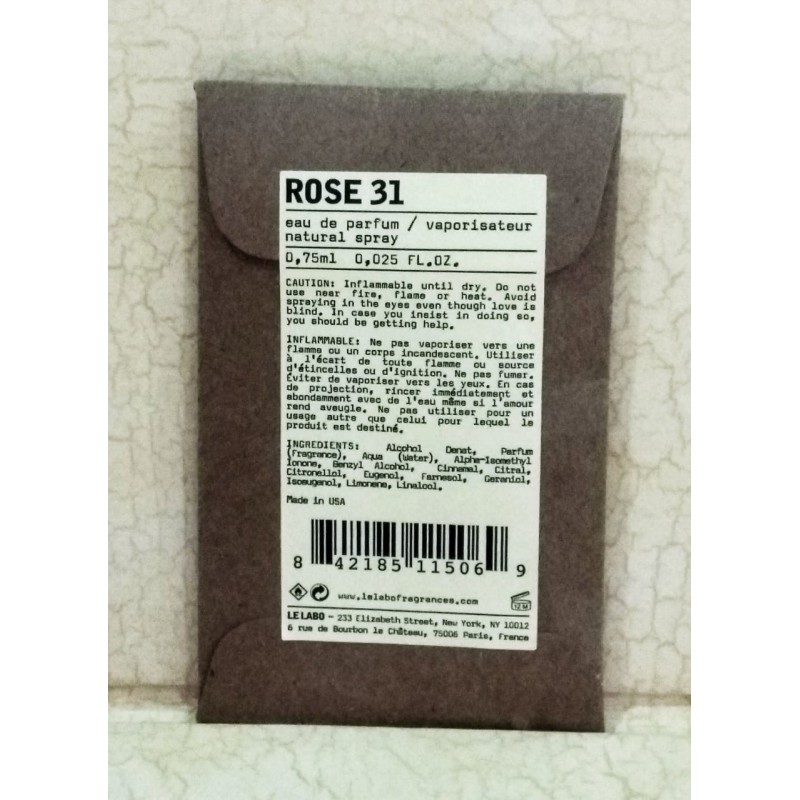 ROSE 31
eau de parfum / vaporisateur
natural spray
0,75ml 0,025 FL.OZ.
CAUTION: Inflammable until dry. Do not
use near fire, flame or heat. Avoid
spraying in the eyes even though love is
blind. In case you insist in doing so,
you should be getting help.
INFLAMMABLE: Ne pas vaporiser vers une
flamme ou un corps incandescent. Utiliser
à l'écart de toute flamme ou source
d'étincelles ou d'ignition. Ne pas fumer.
Éviter de vaporiser vers les yeux. En cas
de projection, rincer immédiatement et
abondamment avec de l'eau même si l'amour
rend aveugle. Ne pas utiliser pour un
usage autre que celui pour lequel le
produit est destiné.
INGREDIENTS: Alcohol Denat, Parfum
(Fragrance), Aqua (Water), Alpha-Isomethyl
Ionone, Benzyl Alcohol, Cinnamal, Citral,
Citronellol, Eugenol, Farnesol, Geraniol,
Isoeugenol, Limonene, Linalool.
Made in USA
8 42185 11506 9
www.lelabofragrances.com
12 M
LE LABO – 233 Elizabeth Street, New York, NY 10012
6 rue de Bourbon le Château, 75006 Paris, France